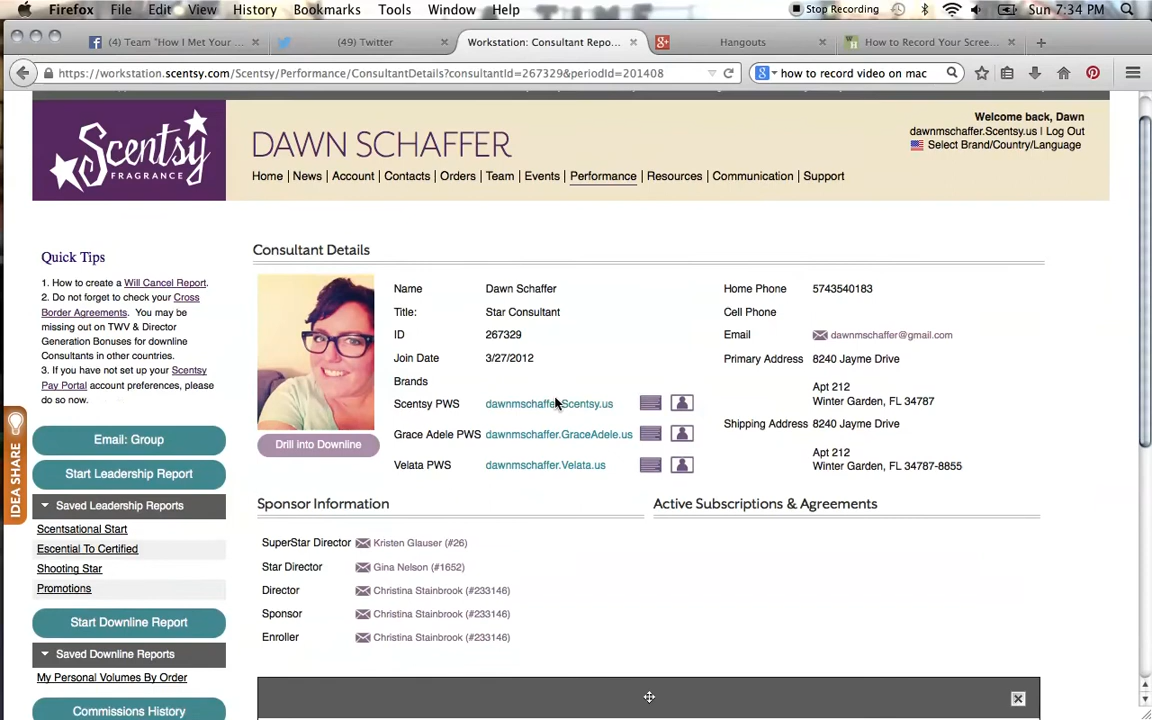 Firefox File Edit View History Bookmarks Tools Window Help Stop Recording Sun 7:34 PM
(4) Team "How I Met Your ... (49) Twitter Workstation: Consultant Repo... Hangouts How to Record Your Scree...
https://workstation.scentsy.com/Scentsy/Performance/ConsultantDetails?consultantId=267329&periodId=201408 how to record video on mac
Scentsy
FRAGRANCE
DAWN SCHAFFER
Welcome back, Dawn
dawnmschaffer.Scentsy.us | Log Out
Select Brand/Country/Language
Home | News | Account | Contacts | Orders | Team | Events | Performance | Resources | Communication | Support
Quick Tips
1. How to create a Will Cancel Report.
2. Do not forget to check your Cross
Border Agreements. You may be
missing out on TWV & Director
Generation Bonuses for downline
Consultants in other countries.
3. If you have not set up your Scentsy
Pay Portal account preferences, please
do so now.
IDEA SHARE
Email: Group
Start Leadership Report
Saved Leadership Reports
Scentsational Start
Escential To Certified
Shooting Star
Promotions
Start Downline Report
Saved Downline Reports
My Personal Volumes By Order
Commissions History
Consultant Details
Drill into Downline
Name Dawn Schaffer
Title: Star Consultant
ID 267329
Join Date 3/27/2012
Brands
Scentsy PWS dawnmschaffer.Scentsy.us
Grace Adele PWS dawnmschaffer.GraceAdele.us
Velata PWS dawnmschaffer.Velata.us
Home Phone 5743540183
Cell Phone
Email dawnmschaffer@gmail.com
Primary Address 8240 Jayme Drive
Apt 212
Winter Garden, FL 34787
Shipping Address 8240 Jayme Drive
Apt 212
Winter Garden, FL 34787-8855
Sponsor Information
SuperStar Director Kristen Glauser (#26)
Star Director Gina Nelson (#1652)
Director Christina Stainbrook (#233146)
Sponsor Christina Stainbrook (#233146)
Enroller Christina Stainbrook (#233146)
Active Subscriptions & Agreements